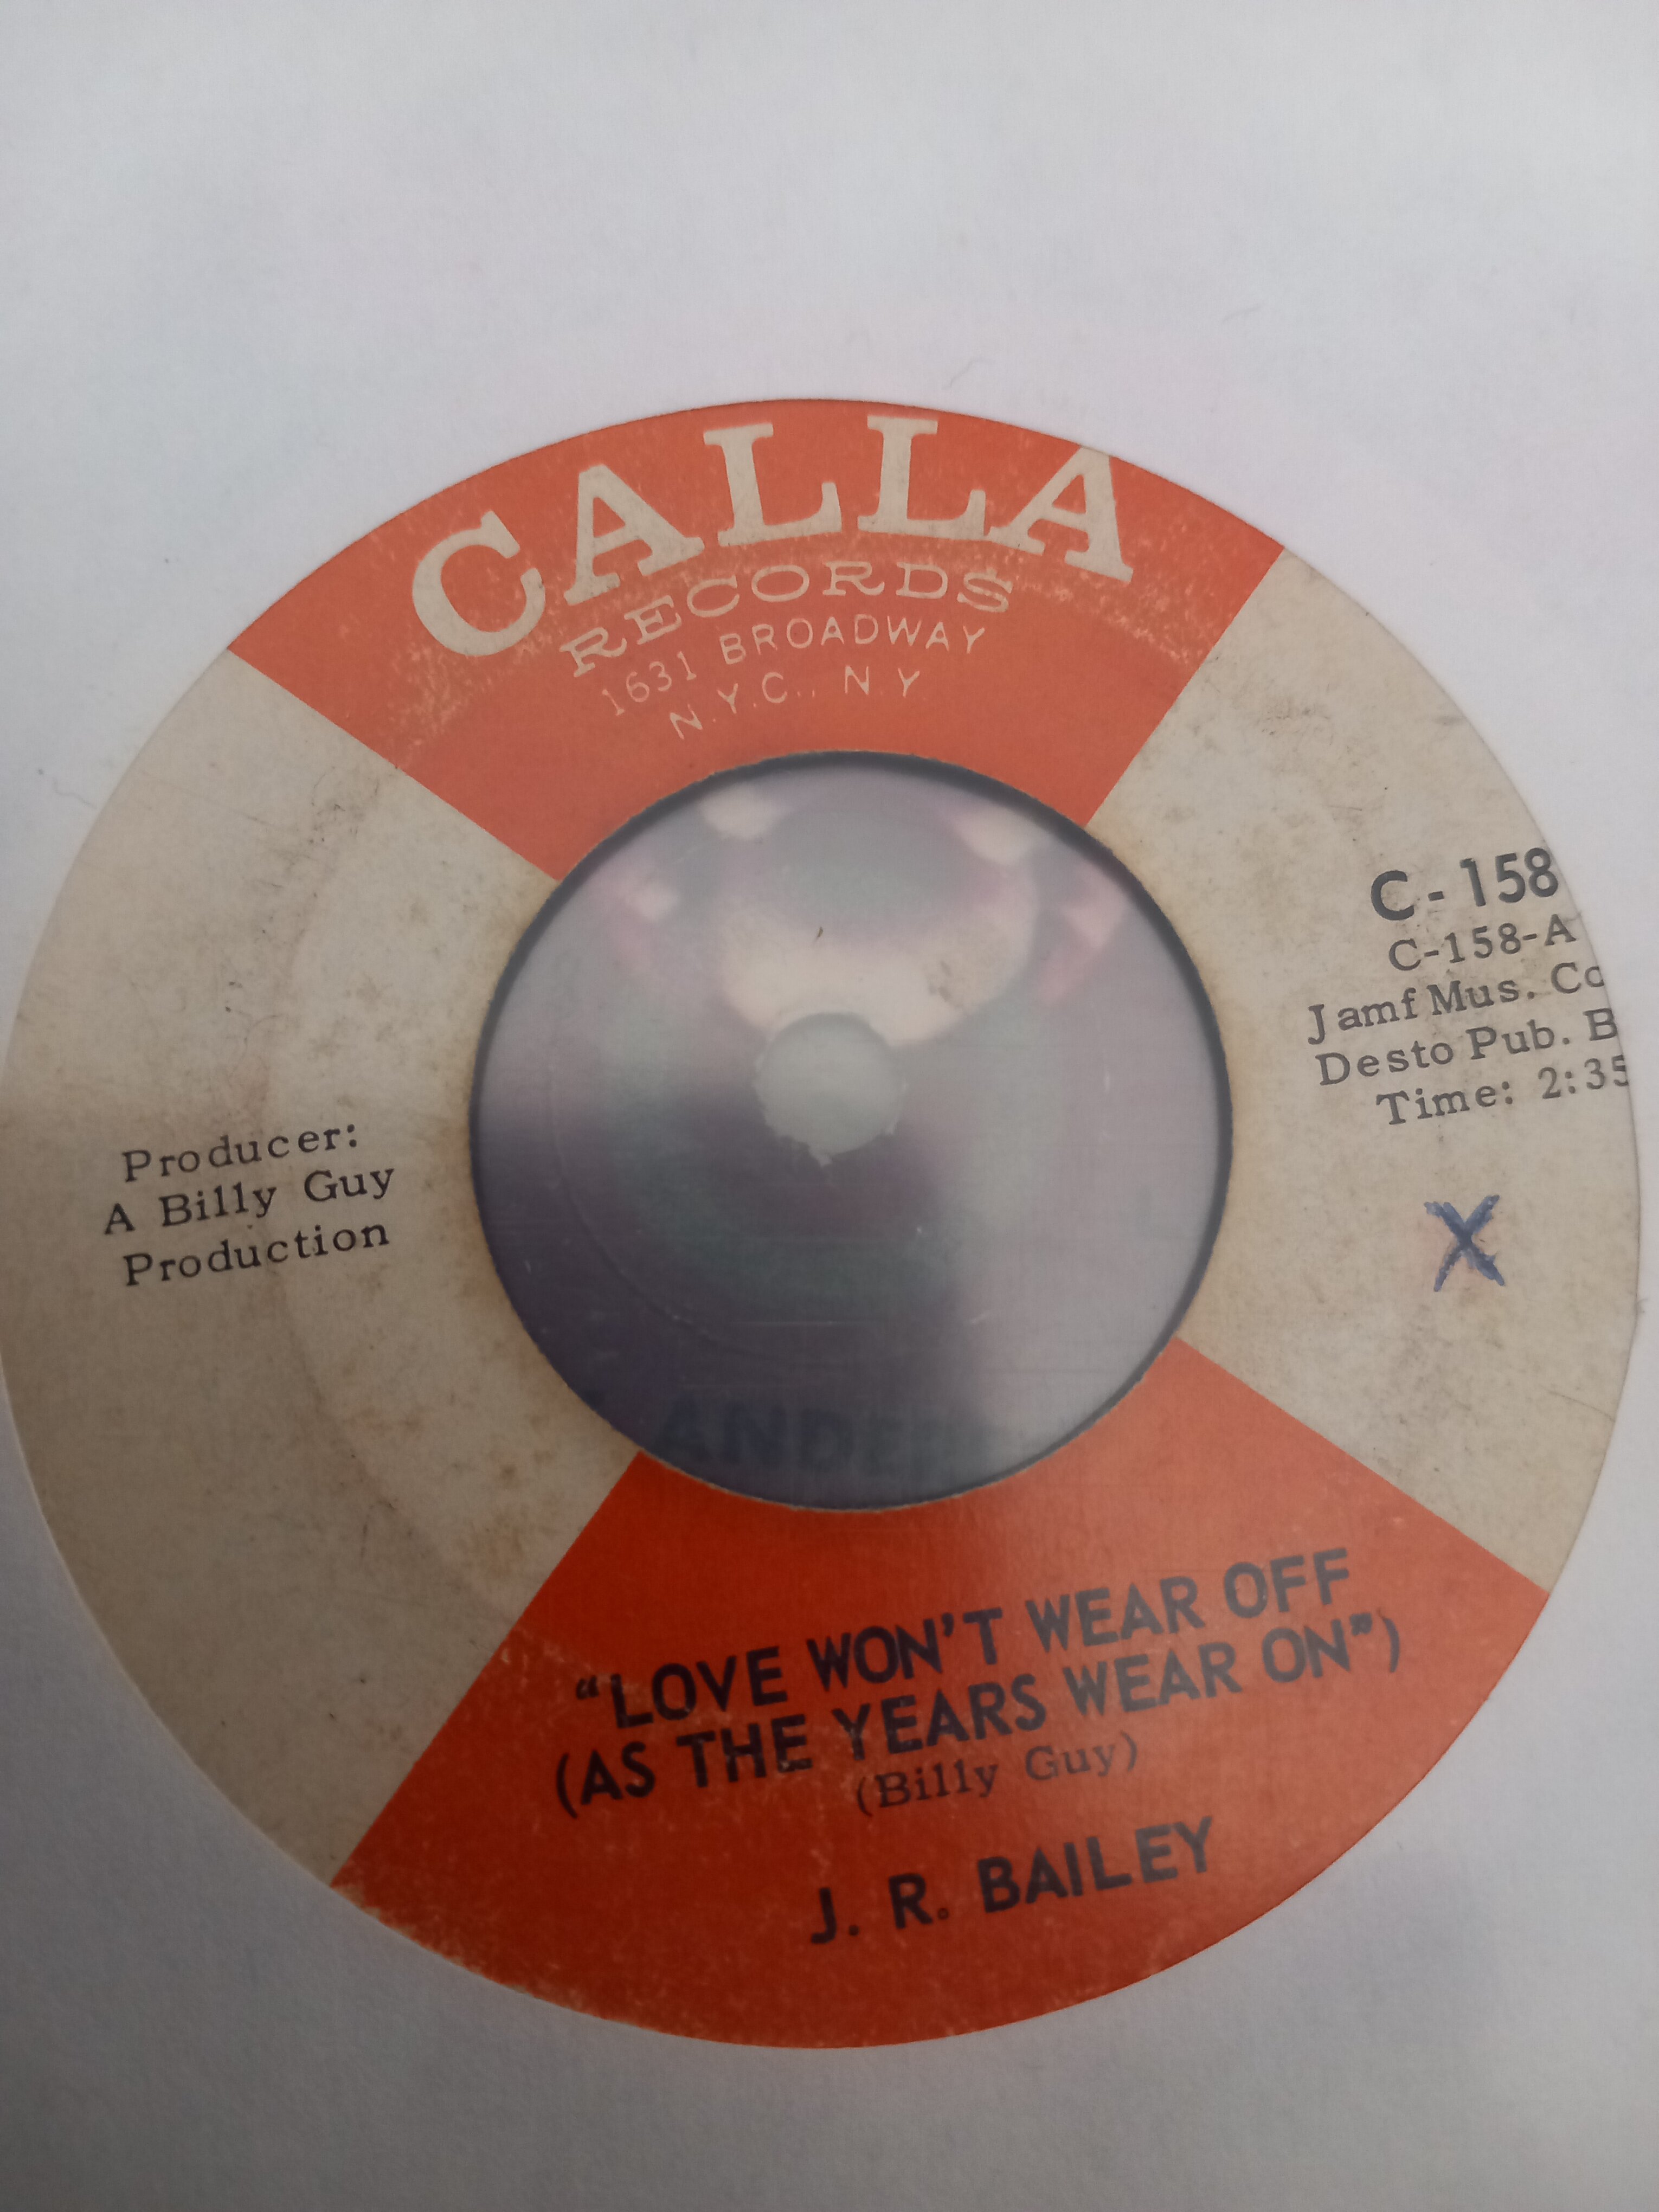 CALLA
RECORDS
1631 BROADWAY
N.Y.C., N.Y.
C-158
C-158-A
Jamf Mus. Co
Desto Pub. B
Time: 2:35
X
Producer:
A Billy Guy
Production
"LOVE WON'T WEAR OFF
(AS THE YEARS WEAR ON")
(Billy Guy)
J. R. BAILEY